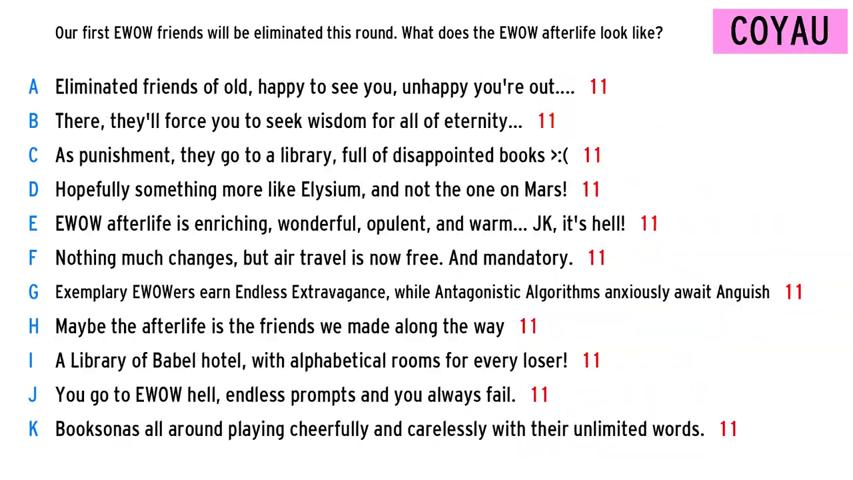 Our first EWOW friends will be eliminated this round. What does the EWOW afterlife look like?
COYAU
A Eliminated friends of old, happy to see you, unhappy you're out.... 11
B There, they'll force you to seek wisdom for all of eternity... 11
C As punishment, they go to a library, full of disappointed books >:( 11
D Hopefully something more like Elysium, and not the one on Mars! 11
E EWOW afterlife is enriching, wonderful, opulent, and warm... JK, it's hell! 11
F Nothing much changes, but air travel is now free. And mandatory. 11
G Exemplary EWOWers earn Endless Extravagance, while Antagonistic Algorithms anxiously await Anguish 11
H Maybe the afterlife is the friends we made along the way 11
I A Library of Babel hotel, with alphabetical rooms for every loser! 11
J You go to EWOW hell, endless prompts and you always fail. 11
K Booksonas all around playing cheerfully and carelessly with their unlimited words. 11